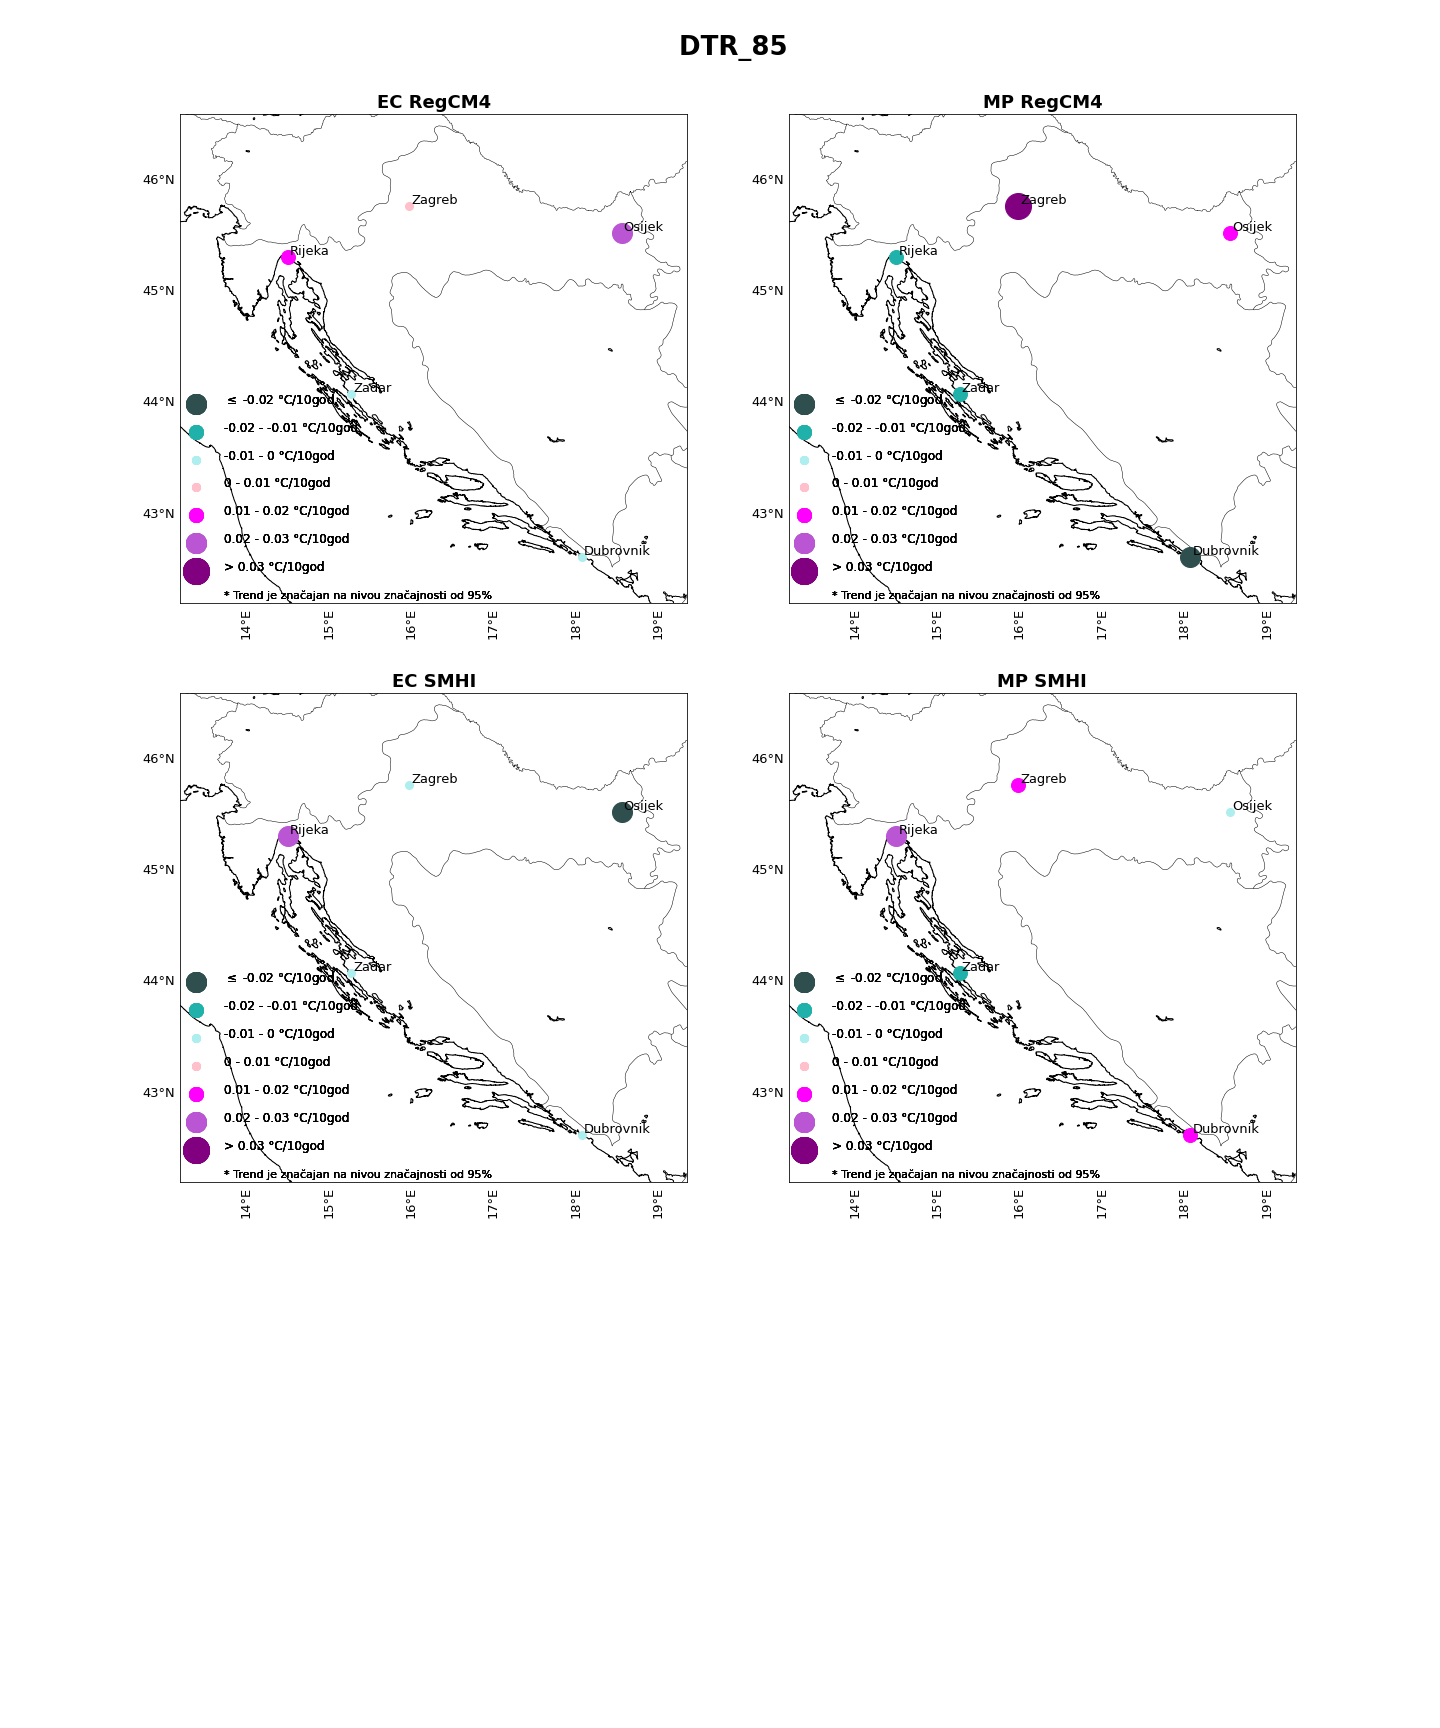 DTR_85
EC RegCM4
46°N
45°N
44°N
43°N
Zagreb
Osijek
Rijeka
Zadar
Dubrovnik
≤ -0.02 °C/10god
-0.02 - -0.01 °C/10god
-0.01 - 0 °C/10god
0 - 0.01 °C/10god
0.01 - 0.02 °C/10god
0.02 - 0.03 °C/10god
> 0.03 °C/10god
* Trend je značajan na nivou značajnosti od 95%
14°E 15°E 16°E 17°E 18°E 19°E
MP RegCM4
46°N
45°N
44°N
43°N
Zagreb
Osijek
Rijeka
Zadar
Dubrovnik
≤ -0.02 °C/10god
-0.02 - -0.01 °C/10god
-0.01 - 0 °C/10god
0 - 0.01 °C/10god
0.01 - 0.02 °C/10god
0.02 - 0.03 °C/10god
> 0.03 °C/10god
* Trend je značajan na nivou značajnosti od 95%
14°E 15°E 16°E 17°E 18°E 19°E
EC SMHI
46°N
45°N
44°N
43°N
Zagreb
Osijek
Rijeka
Zadar
Dubrovnik
≤ -0.02 °C/10god
-0.02 - -0.01 °C/10god
-0.01 - 0 °C/10god
0 - 0.01 °C/10god
0.01 - 0.02 °C/10god
0.02 - 0.03 °C/10god
> 0.03 °C/10god
* Trend je značajan na nivou značajnosti od 95%
14°E 15°E 16°E 17°E 18°E 19°E
MP SMHI
46°N
45°N
44°N
43°N
Zagreb
Osijek
Rijeka
Zadar
Dubrovnik
≤ -0.02 °C/10god
-0.02 - -0.01 °C/10god
-0.01 - 0 °C/10god
0 - 0.01 °C/10god
0.01 - 0.02 °C/10god
0.02 - 0.03 °C/10god
> 0.03 °C/10god
* Trend je značajan na nivou značajnosti od 95%
14°E 15°E 16°E 17°E 18°E 19°E